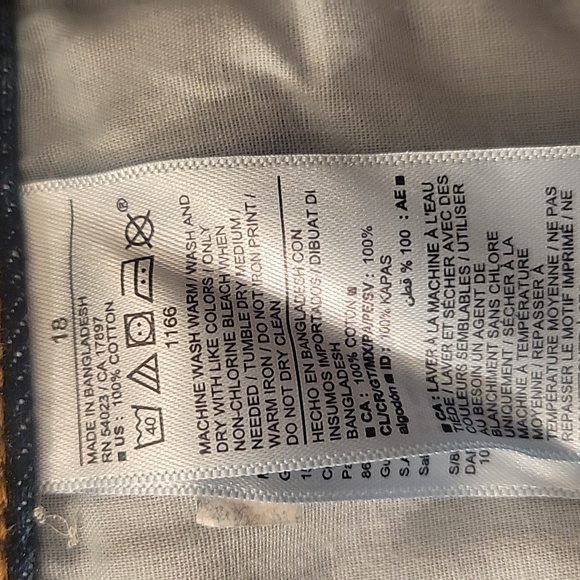 18
MADE IN BANGLADESH
RN 54023 / CA 17897
■ US : 100% COTTON
40
®
1166
MACHINE WASH WARM / WASH AND
DRY WITH LIKE COLORS / ONLY
NON-CHLORINE BLEACH WHEN
NEEDED / TUMBLE DRY MEDIUM
WARM IRON / DO NOT IRON PRINT /
DO NOT DRY CLEAN
HECHO EN BANGLADESH CON
INSUMOS IMPORTADOS / DIBUAT DI
BANGLADESH
■ CA : 100% COTON ■
CL/CR/GT/MX/PA/PE/SV : 100%
algodon ■ ID : 100% KAPAS
قطن % 100 : AE ■
■ CA : LAVER À LA MACHINE À L'EAU
TIÈDE / LAVER ET SÉCHER AVEC DES
COULEURS SEMBLABLES / UTILISER
AU BESOIN UN AGENT DE
BLANCHIMENT SANS CHLORE
UNIQUEMENT / SÉCHER À LA
MACHINE À TEMPÉRATURE
MOYENNE / REPASSER À
TEMPÉRATURE MOYENNE / NE PAS
REPASSER LE MOTIF IMPRIMÉ / NE